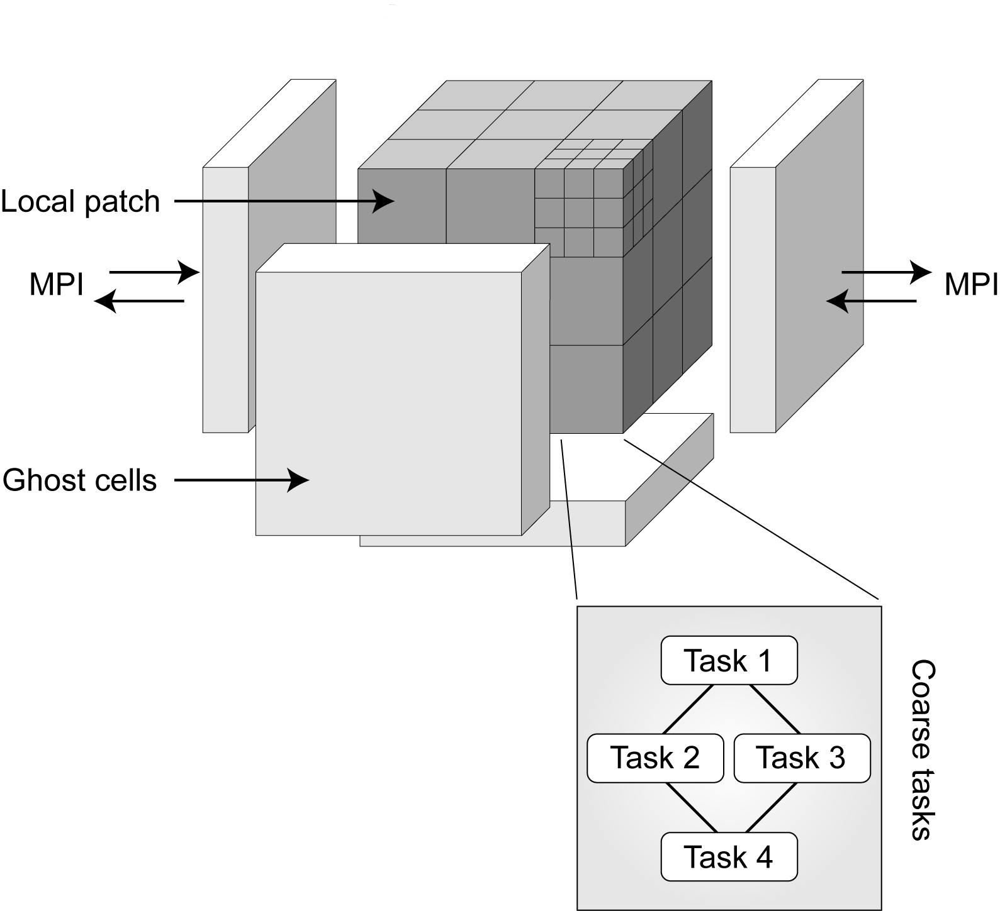 Local patch
MPI
MPI
Ghost cells
Task 1
Task 2
Task 3
Task 4
Coarse tasks